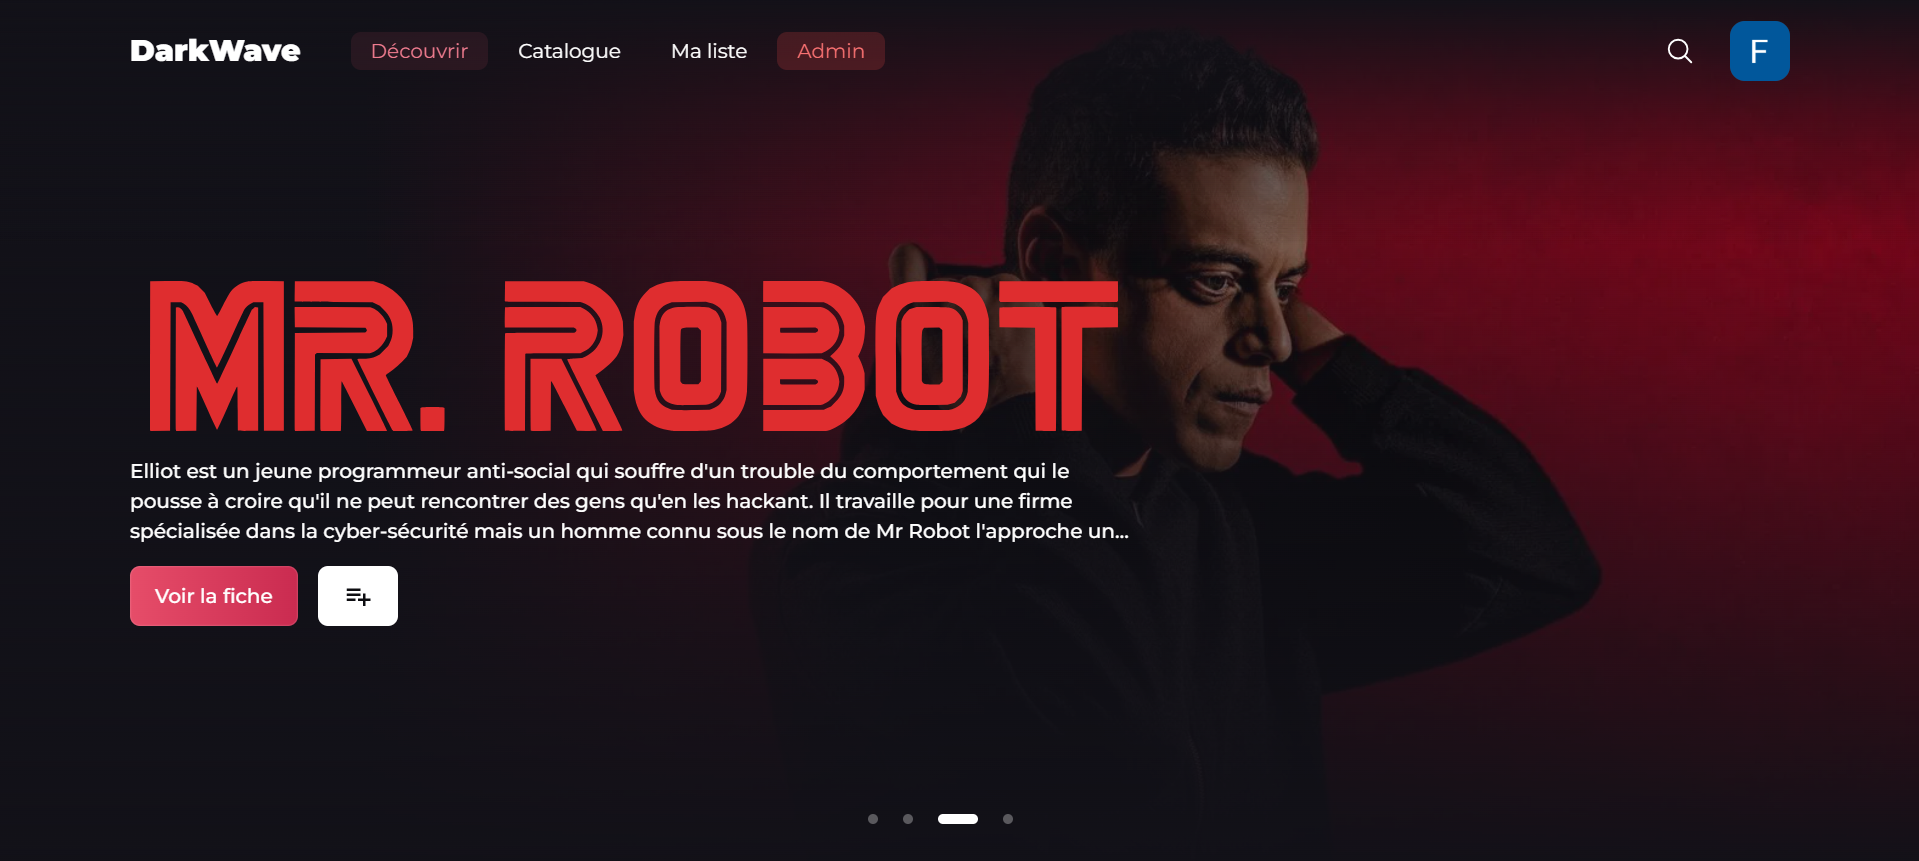 DarkWave
Découvrir
Catalogue
Ma liste
Admin
F
MR. ROBOT
Elliot est un jeune programmeur anti-social qui souffre d'un trouble du comportement qui le
pousse à croire qu'il ne peut rencontrer des gens qu'en les hackant. Il travaille pour une firme
spécialisée dans la cyber-sécurité mais un homme connu sous le nom de Mr Robot l'approche un...
Voir la fiche